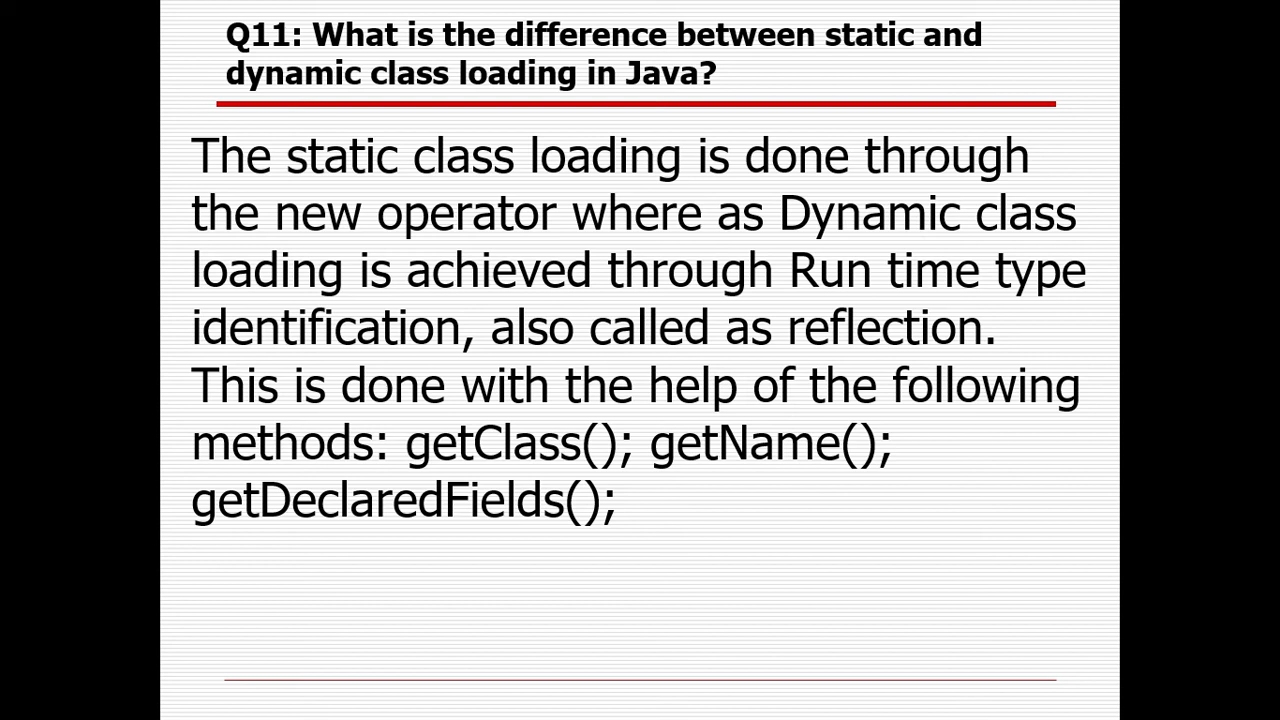 Q11: What is the difference between static and
dynamic class loading in Java?
The static class loading is done through
the new operator where as Dynamic class
loading is achieved through Run time type
identification, also called as reflection.
This is done with the help of the following
methods: getClass(); getName();
getDeclaredFields();